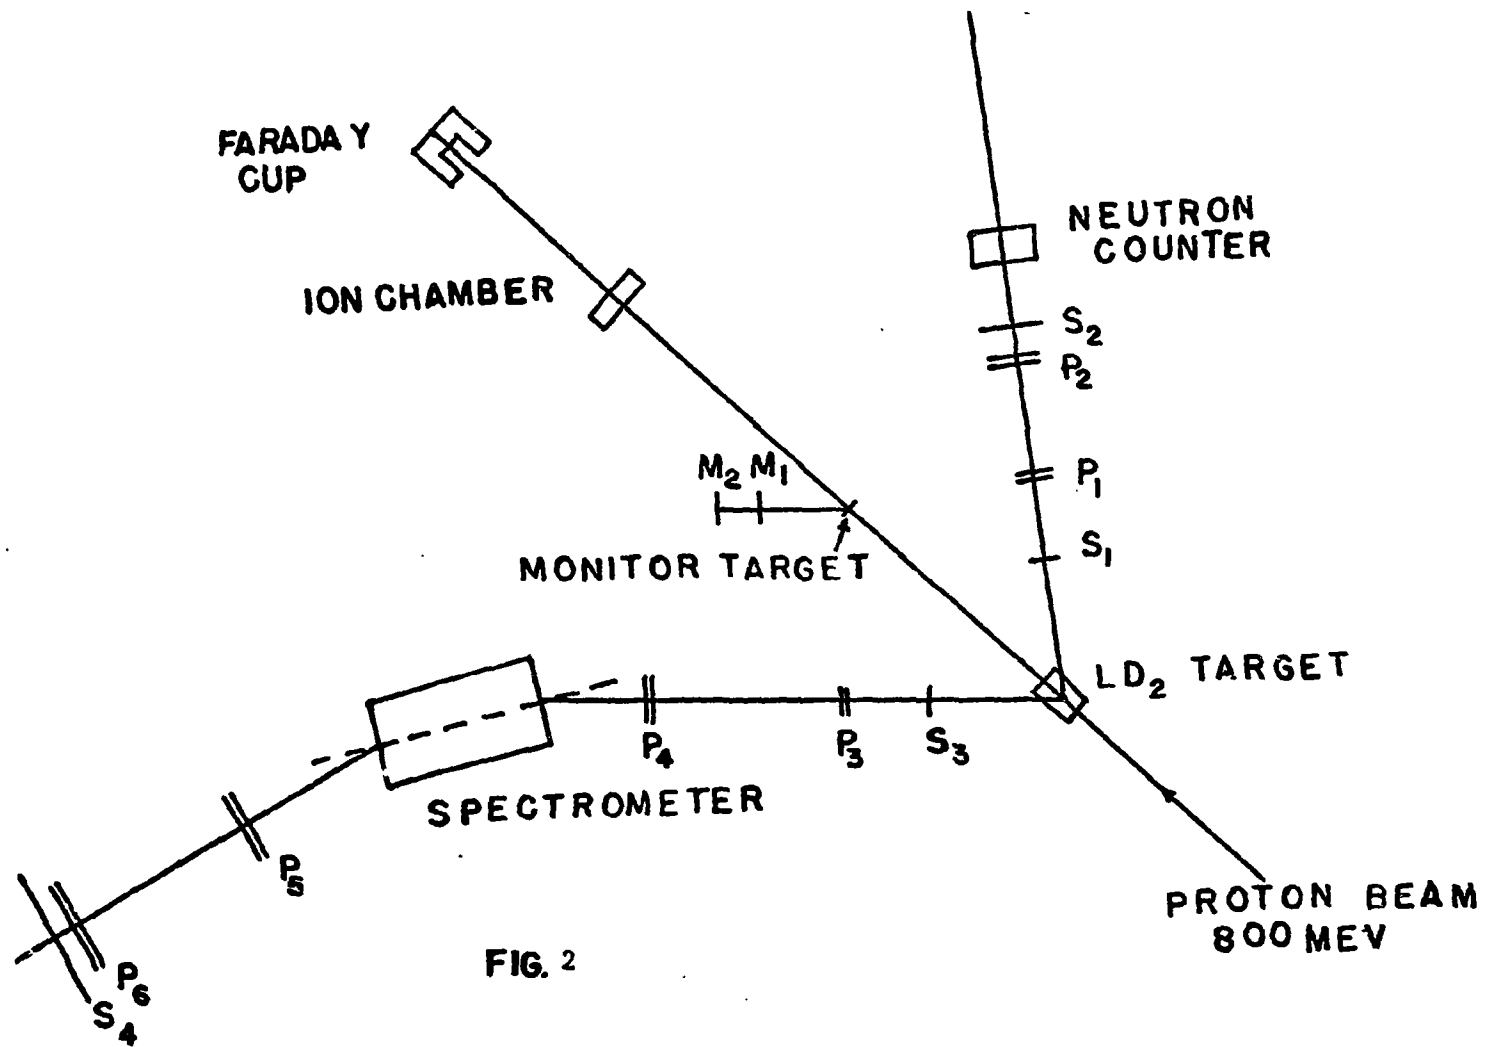 FARADAY
CUP
NEUTRON
COUNTER
ION CHAMBER
S2
P2
M2 M1
P1
S1
MONITOR TARGET
LD2 TARGET
P4
P3
S3
SPECTROMETER
P5
PROTON BEAM
800 MEV
FIG. 2
P6
S4